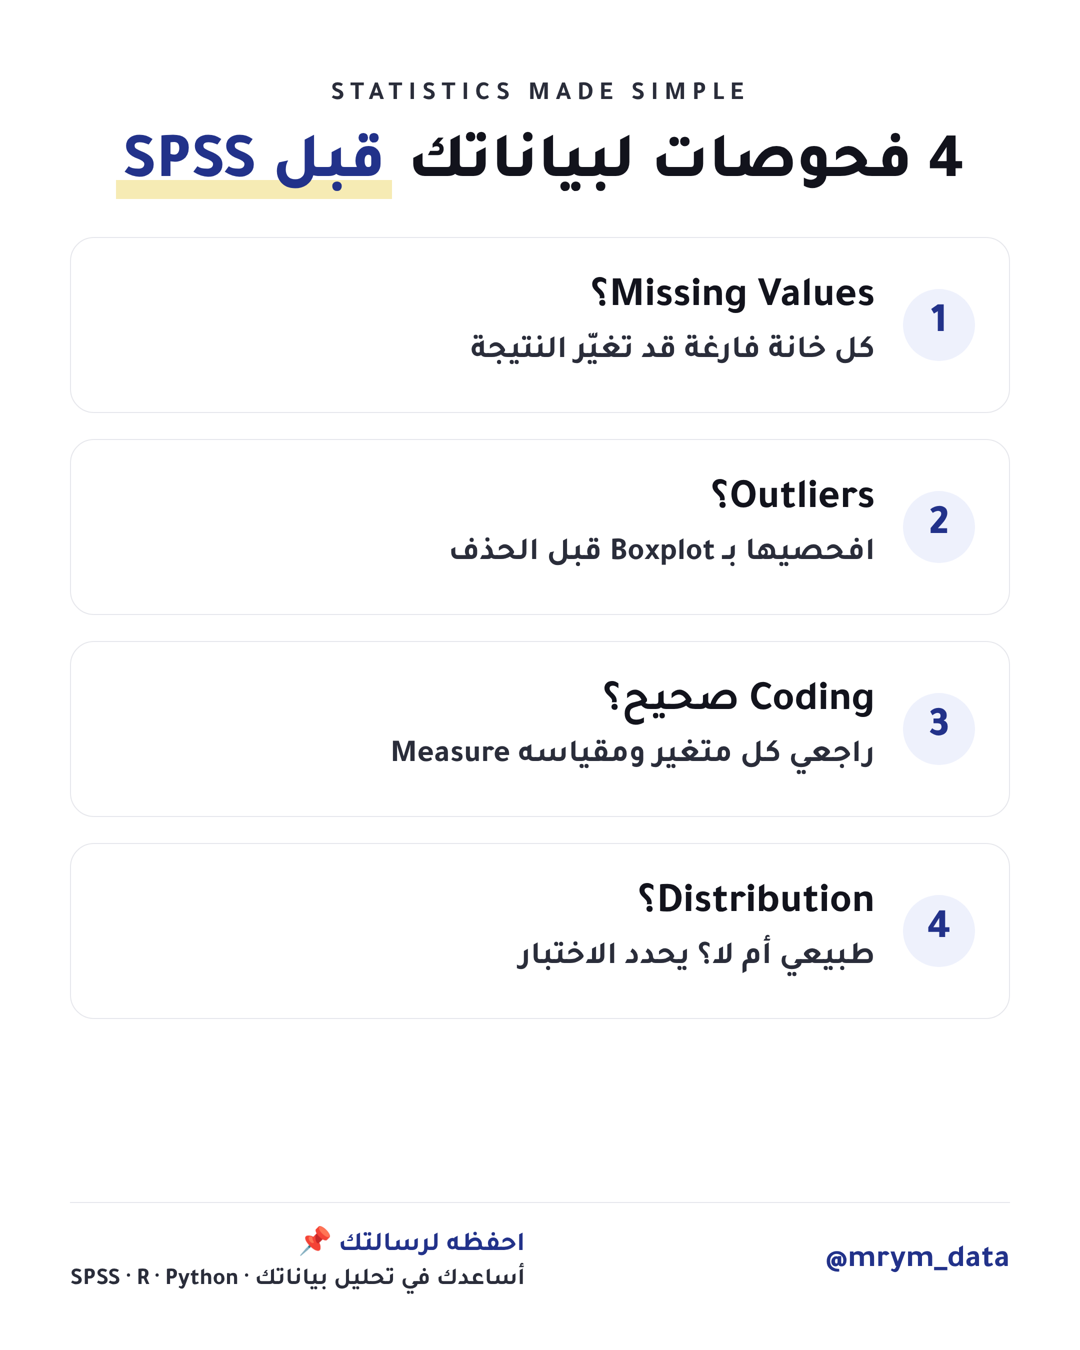 STATISTICS MADE SIMPLE
4 فحوصات لبياناتك قبل SPSS
1
Missing Values؟
كل خانة فارغة قد تغيّر النتيجة
2
Outliers؟
افحصيها بـ Boxplot قبل الحذف
3
Coding صحيح؟
راجعي كل متغير ومقياسه Measure
4
Distribution؟
طبيعي أم لا؟ يحدد الاختبار
@mrym_data
احفظه لرسالتك 📌
أساعدك في تحليل بياناتك · SPSS · R · Python